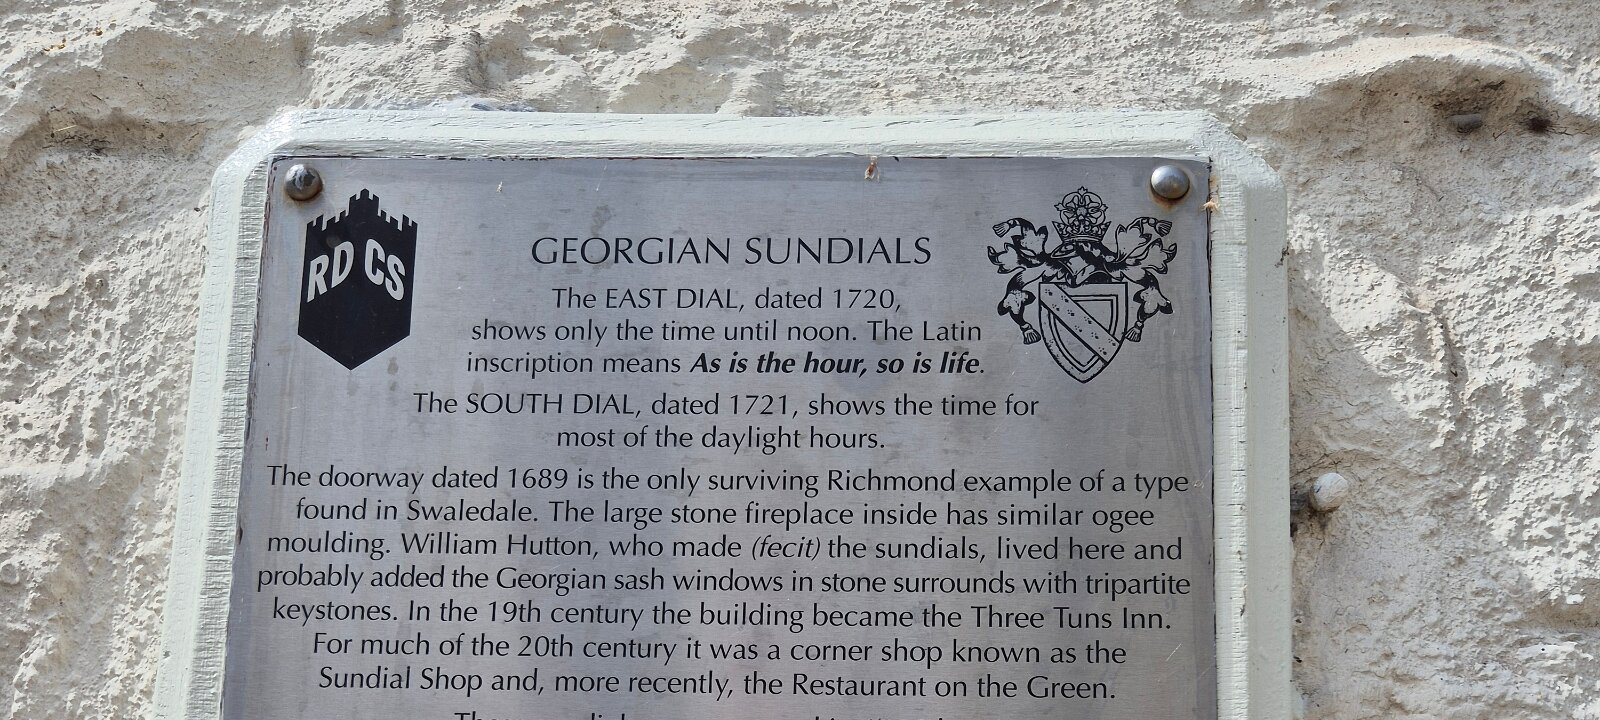 RD CS
GEORGIAN SUNDIALS
The EAST DIAL, dated 1720,
shows only the time until noon. The Latin
inscription means As is the hour, so is life.
The SOUTH DIAL, dated 1721, shows the time for
most of the daylight hours.
The doorway dated 1689 is the only surviving Richmond example of a type
found in Swaledale. The large stone fireplace inside has similar ogee
moulding. William Hutton, who made (fecit) the sundials, lived here and
probably added the Georgian sash windows in stone surrounds with tripartite
keystones. In the 19th century the building became the Three Tuns Inn.
For much of the 20th century it was a corner shop known as the
Sundial Shop and, more recently, the Restaurant on the Green.